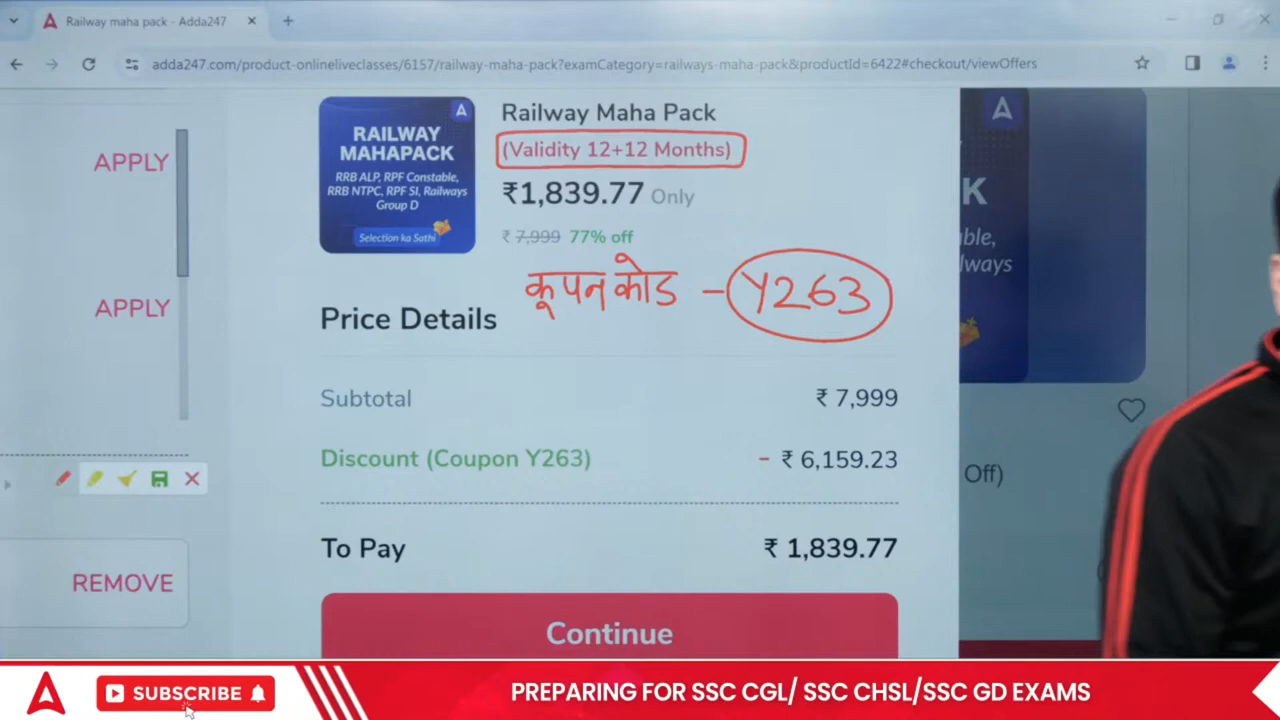 Railway maha pack - Adda247
adda247.com/product-onlineliveclasses/6157/railway-maha-pack?examCategory=railways-maha-pack&productId=6422#checkout/viewOffers
APPLY
APPLY
REMOVE
RAILWAY
MAHAPACK
RRB ALP, RPF Constable,
RRB NTPC, RPF SI, Railways
Group D
Selection ka Sathi
Railway Maha Pack
(Validity 12+12 Months)
₹1,839.77 Only
₹ 7,999 77% off
कूपन कोड - Y263
Price Details
Subtotal ₹ 7,999
Discount (Coupon Y263) - ₹ 6,159.23
To Pay ₹ 1,839.77
Continue
K
ble,
lways
Off)
SUBSCRIBE
PREPARING FOR SSC CGL/ SSC CHSL/SSC GD EXAMS